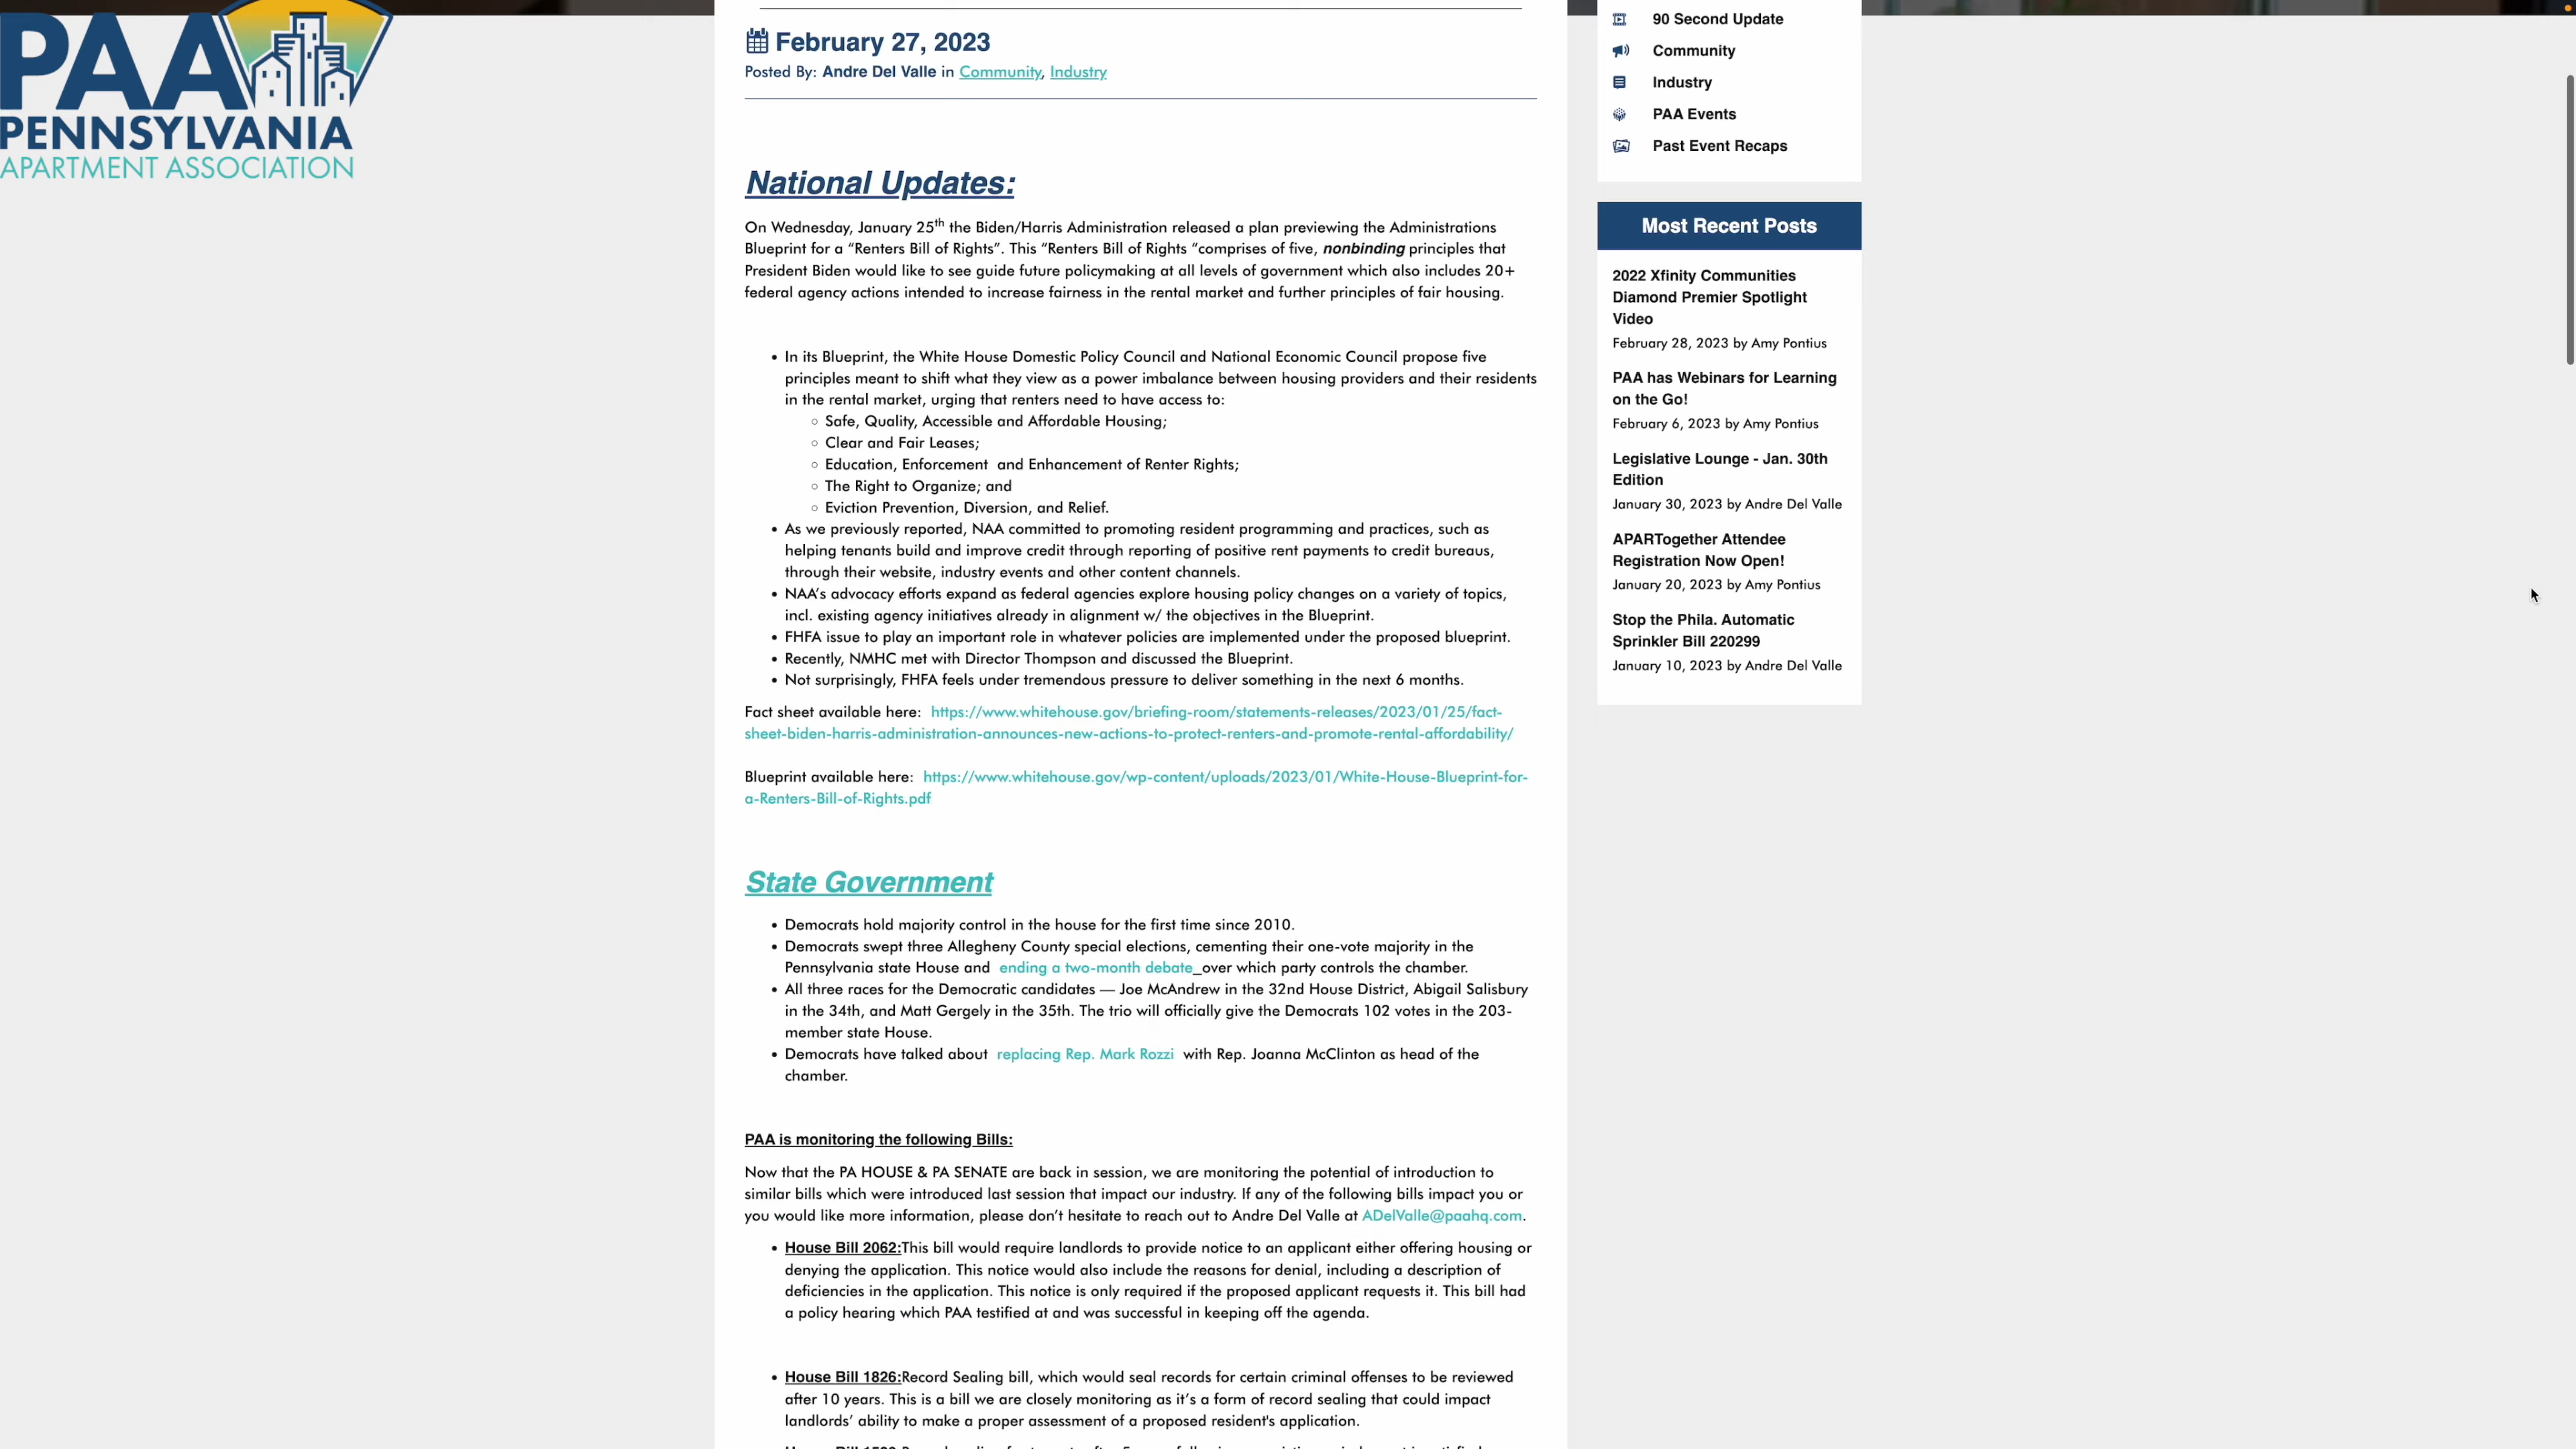 PAA
PENNSYLVANIA
APARTMENT ASSOCIATION
February 27, 2023
Posted By: Andre Del Valle in Community, Industry
National Updates:
On Wednesday, January 25th the Biden/Harris Administration released a plan previewing the Administrations
Blueprint for a “Renters Bill of Rights”. This “Renters Bill of Rights “comprises of five, nonbinding principles that
President Biden would like to see guide future policymaking at all levels of government which also includes 20+
federal agency actions intended to increase fairness in the rental market and further principles of fair housing.
• In its Blueprint, the White House Domestic Policy Council and National Economic Council propose five
principles meant to shift what they view as a power imbalance between housing providers and their residents
in the rental market, urging that renters need to have access to:
◦ Safe, Quality, Accessible and Affordable Housing;
◦ Clear and Fair Leases;
◦ Education, Enforcement  and Enhancement of Renter Rights;
◦ The Right to Organize; and
◦ Eviction Prevention, Diversion, and Relief.
• As we previously reported, NAA committed to promoting resident programming and practices, such as
helping tenants build and improve credit through reporting of positive rent payments to credit bureaus,
through their website, industry events and other content channels.
• NAA’s advocacy efforts expand as federal agencies explore housing policy changes on a variety of topics,
incl. existing agency initiatives already in alignment w/ the objectives in the Blueprint.
• FHFA issue to play an important role in whatever policies are implemented under the proposed blueprint.
• Recently, NMHC met with Director Thompson and discussed the Blueprint.
• Not surprisingly, FHFA feels under tremendous pressure to deliver something in the next 6 months.
Fact sheet available here:  https://www.whitehouse.gov/briefing-room/statements-releases/2023/01/25/fact-
sheet-biden-harris-administration-announces-new-actions-to-protect-renters-and-promote-rental-affordability/
Blueprint available here:  https://www.whitehouse.gov/wp-content/uploads/2023/01/White-House-Blueprint-for-
a-Renters-Bill-of-Rights.pdf
State Government
• Democrats hold majority control in the house for the first time since 2010.
• Democrats swept three Allegheny County special elections, cementing their one-vote majority in the
Pennsylvania state House and  ending a two-month debate_over which party controls the chamber.
• All three races for the Democratic candidates — Joe McAndrew in the 32nd House District, Abigail Salisbury
in the 34th, and Matt Gergely in the 35th. The trio will officially give the Democrats 102 votes in the 203-
member state House.
• Democrats have talked about  replacing Rep. Mark Rozzi  with Rep. Joanna McClinton as head of the
chamber.
PAA is monitoring the following Bills:
Now that the PA HOUSE & PA SENATE are back in session, we are monitoring the potential of introduction to
similar bills which were introduced last session that impact our industry. If any of the following bills impact you or
you would like more information, please don’t hesitate to reach out to Andre Del Valle at ADelValle@paahq.com.
• House Bill 2062:This bill would require landlords to provide notice to an applicant either offering housing or
denying the application. This notice would also include the reasons for denial, including a description of
deficiencies in the application. This notice is only required if the proposed applicant requests it. This bill had
a policy hearing which PAA testified at and was successful in keeping off the agenda.
• House Bill 1826:Record Sealing bill, which would seal records for certain criminal offenses to be reviewed
after 10 years. This is a bill we are closely monitoring as it’s a form of record sealing that could impact
landlords’ ability to make a proper assessment of a proposed resident's application.
90 Second Update
Community
Industry
PAA Events
Past Event Recaps
Most Recent Posts
2022 Xfinity Communities
Diamond Premier Spotlight
Video
February 28, 2023 by Amy Pontius
PAA has Webinars for Learning
on the Go!
February 6, 2023 by Amy Pontius
Legislative Lounge - Jan. 30th
Edition
January 30, 2023 by Andre Del Valle
APARTogether Attendee
Registration Now Open!
January 20, 2023 by Amy Pontius
Stop the Phila. Automatic
Sprinkler Bill 220299
January 10, 2023 by Andre Del Valle